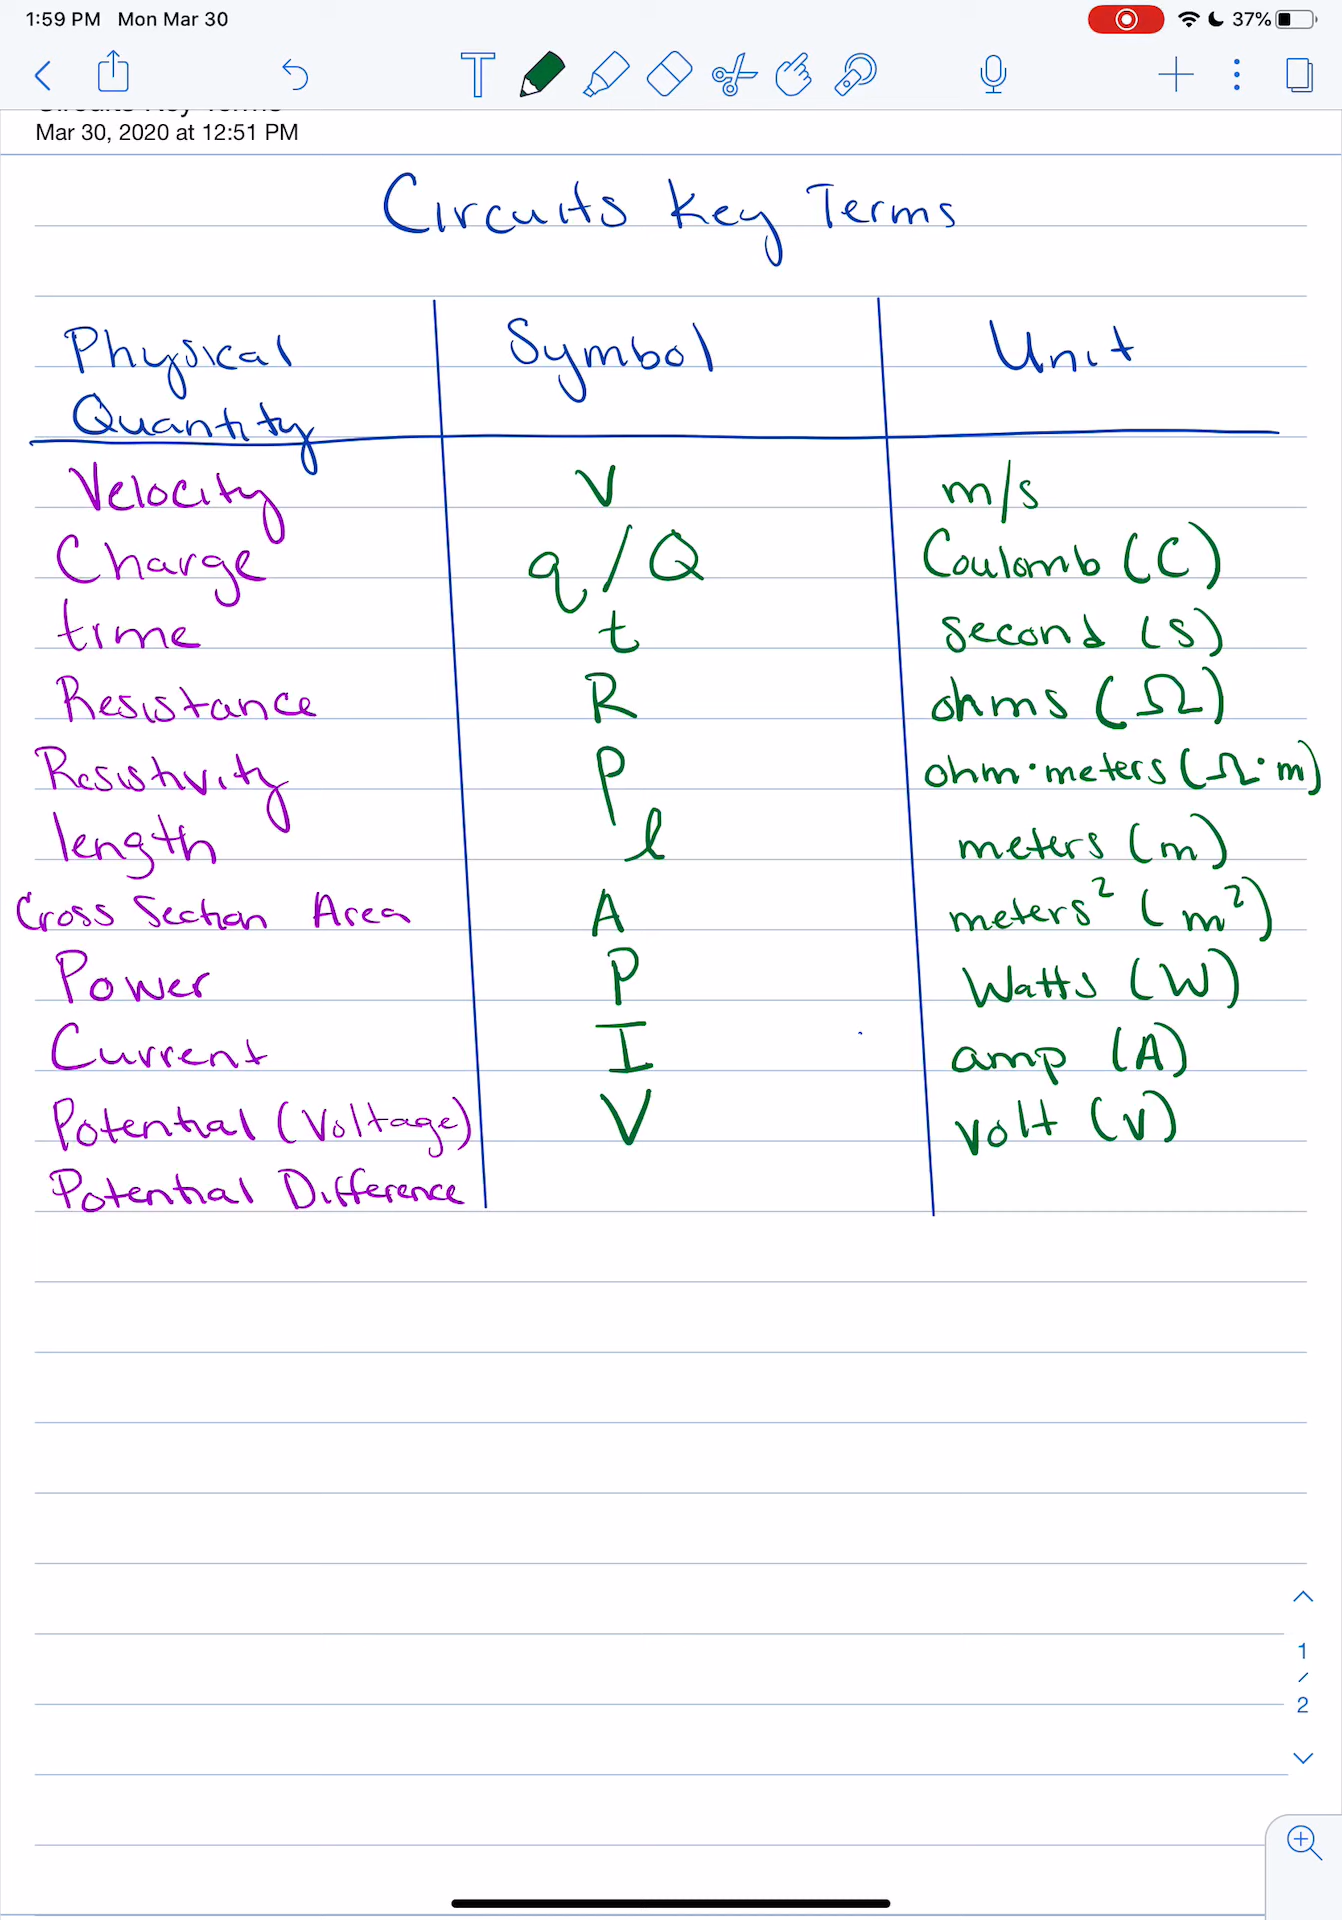 1:59 PM Mon Mar 30 37%
Mar 30, 2020 at 12:51 PM
Circuits Key Terms
Physical Quantity Symbol Unit
Velocity v m/s
Charge q / Q Coulomb (C)
time t second (s)
Resistance R ohms (Ω)
Resistivity ρ ohm·meters (Ω·m)
length l meters (m)
Cross Section Area A meters² (m²)
Power P Watts (W)
Current I amp (A)
Potential (Voltage) V volt (V)
Potential Difference
1
/
2